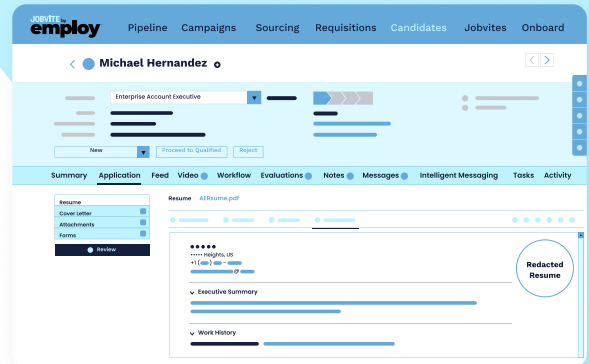 JOBVITE
employ
Pipeline Campaigns Sourcing Requisitions Candidates Jobvites Onboard
Michael Hernandez
Enterprise Account Executive
New Proceed to Qualified Reject
Summary Application Feed Video Workflow Evaluations Notes Messages Intelligent Messaging Tasks Activity
Resume
Cover Letter
Attachments
Forms
Review
Resume AEResume.pdf
••••• Heights, US
+1 ( ) -
@
Redacted
Resume
Executive Summary
Work History